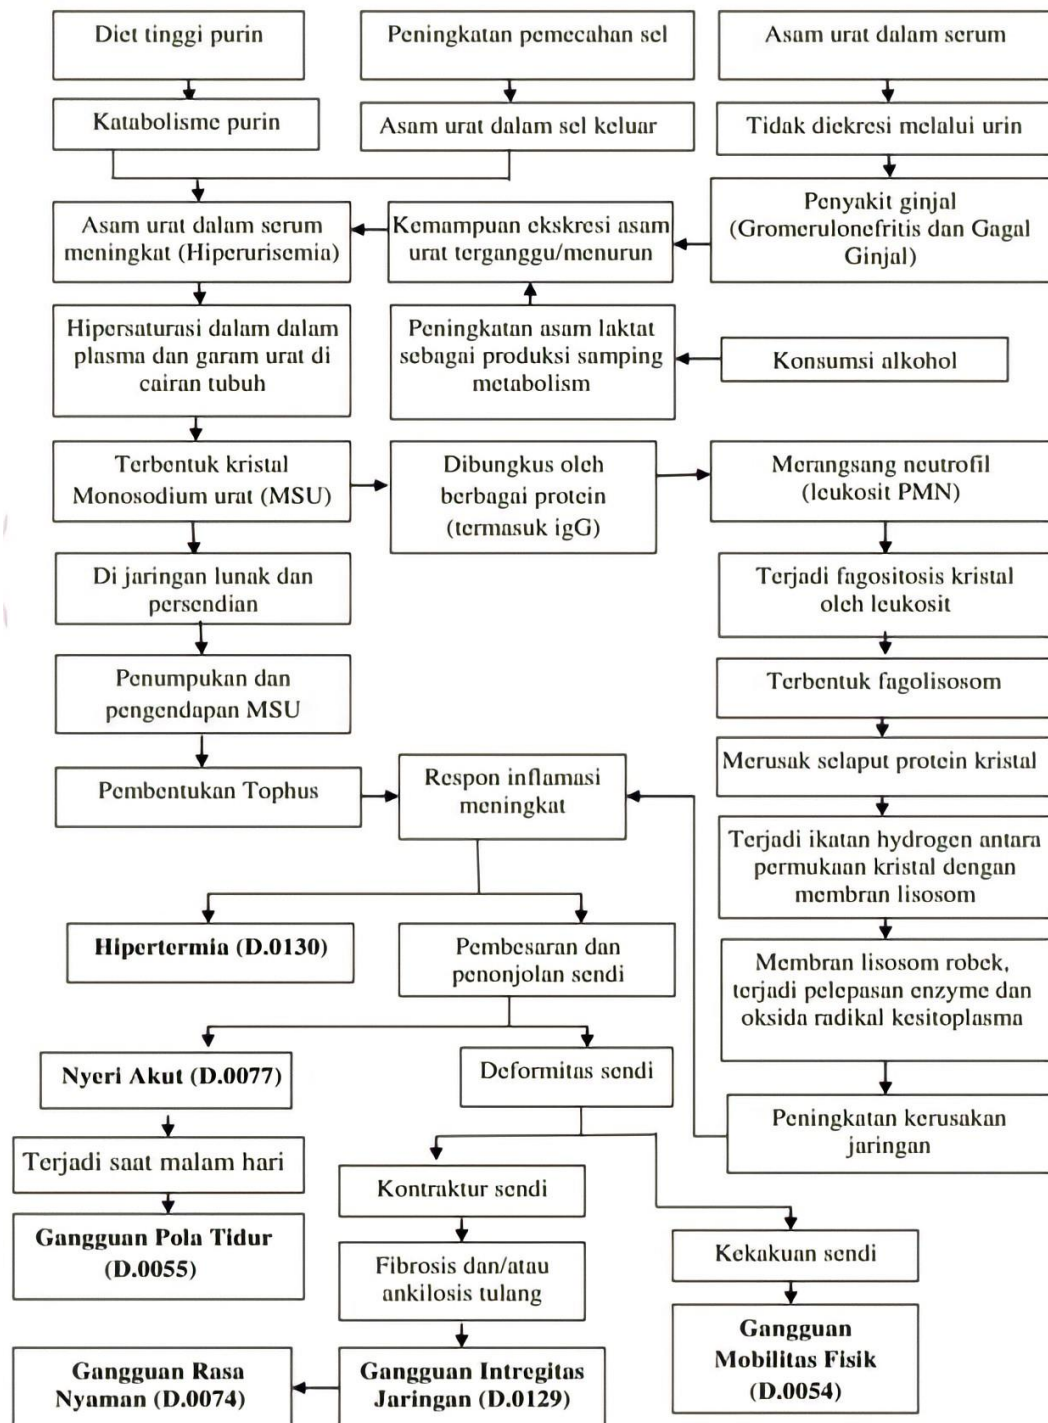 Diet tinggi purin
Peningkatan pemecahan sel
Asam urat dalam serum
Katabolisme purin
Asam urat dalam sel keluar
Tidak diekresi melalui urin
Asam urat dalam serum
meningkat (Hiperurisemia)
Kemampuan ekskresi asam
urat terganggu/menurun
Penyakit ginjal
(Gromerulonefritis dan Gagal
Ginjal)
Hipersaturasi dalam dalam
plasma dan garam urat di
cairan tubuh
Peningkatan asam laktat
sebagai produksi samping
metabolism
Konsumsi alkohol
Terbentuk kristal
Monosodium urat (MSU)
Dibungkus oleh
berbagai protein
(termasuk igG)
Merangsang neutrofil
(leukosit PMN)
Di jaringan lunak dan
persendian
Terjadi fagositosis kristal
oleh leukosit
Penumpukan dan
pengendapan MSU
Terbentuk fagolisosom
Merusak selaput protein kristal
Pembentukan Tophus
Respon inflamasi
meningkat
Terjadi ikatan hydrogen antara
permukaan kristal dengan
membran lisosom
Hipertermia (D.0130)
Pembesaran dan
penonjolan sendi
Membran lisosom robek,
terjadi pelepasan enzyme dan
oksida radikal kesitoplasma
Nyeri Akut (D.0077)
Deformitas sendi
Peningkatan kerusakan
jaringan
Terjadi saat malam hari
Kontraktur sendi
Gangguan Pola Tidur
(D.0055)
Fibrosis dan/atau
ankilosis tulang
Kekakuan sendi
Gangguan Rasa
Nyaman (D.0074)
Gangguan Intregitas
Jaringan (D.0129)
Gangguan
Mobilitas Fisik
(D.0054)